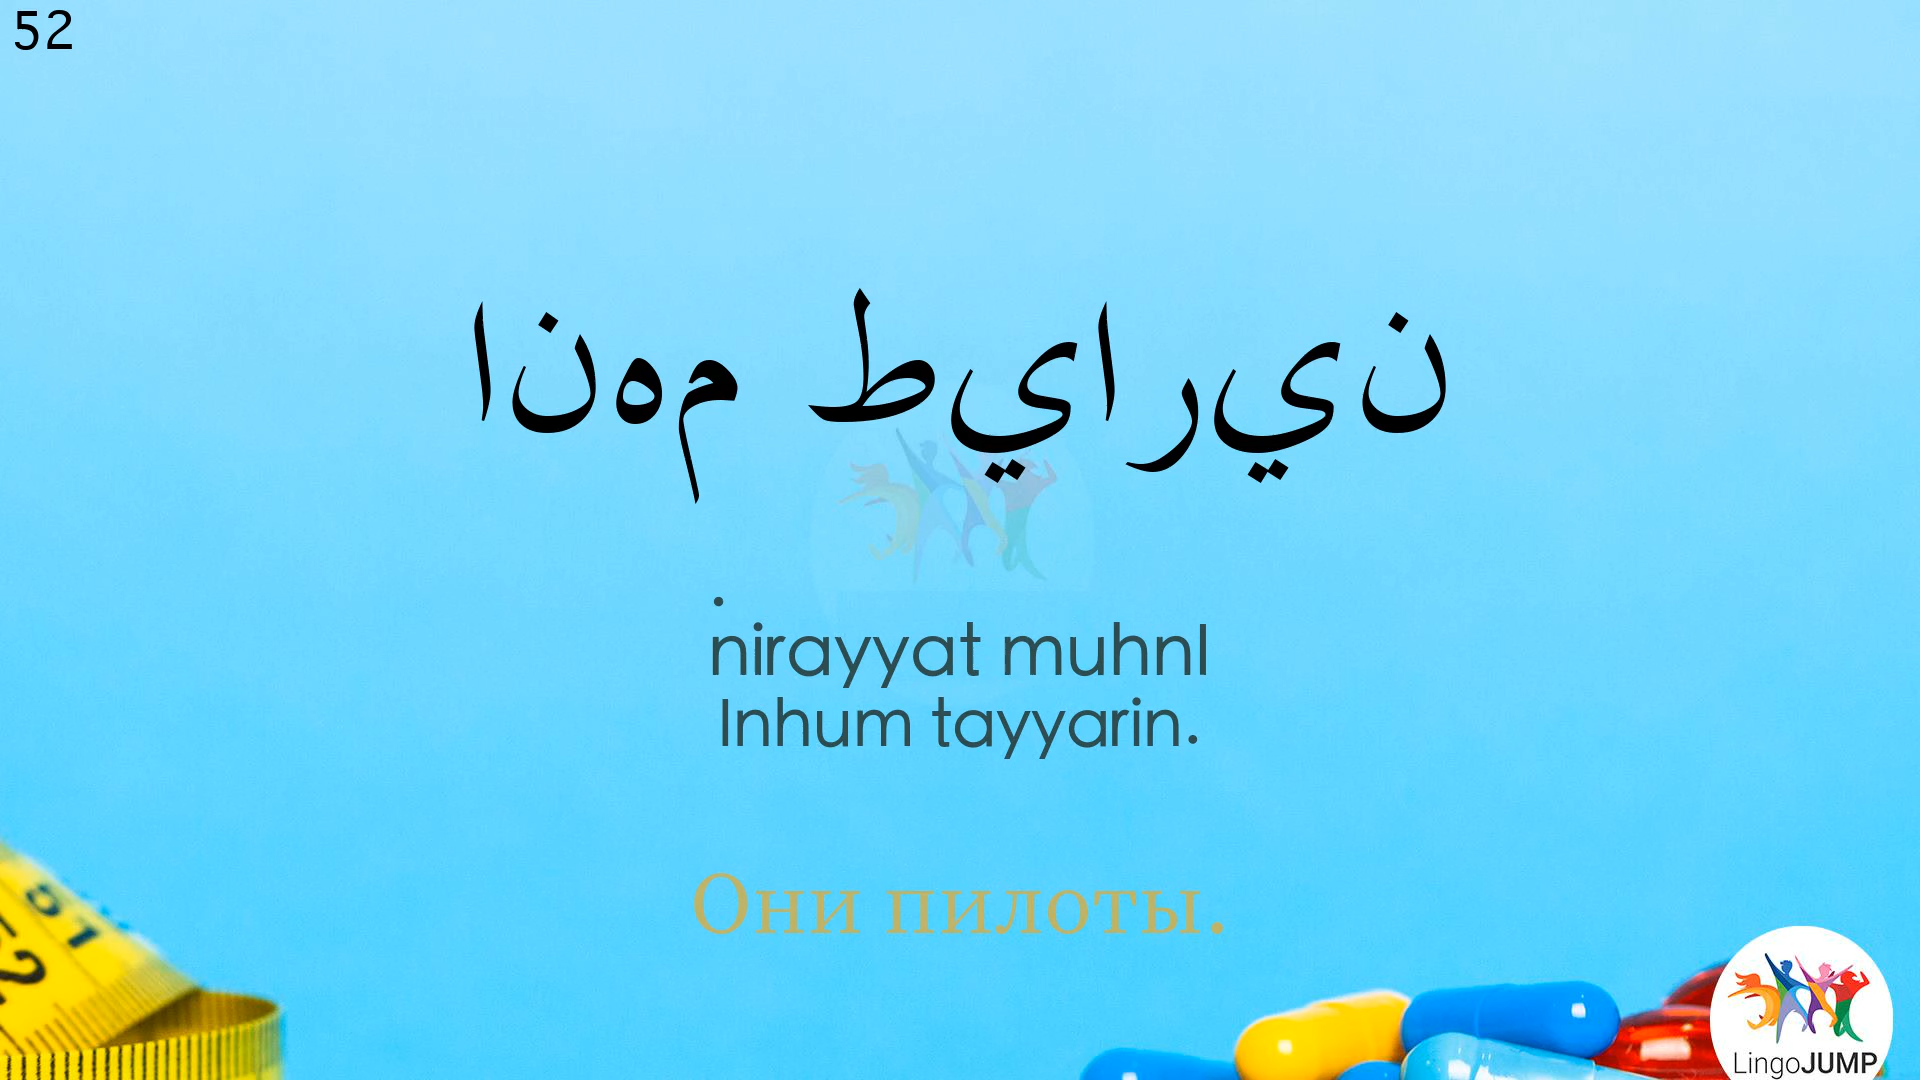 52
انهم طيارين
.
nirayyat muhnI
Inhum tayyarin.
Они пилоты.
LingoJUMP